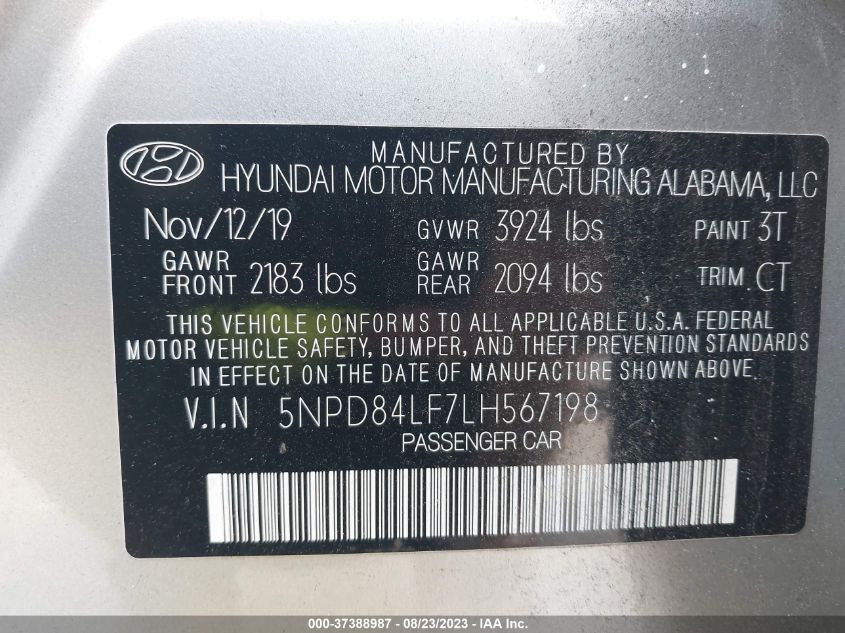 MANUFACTURED BY
HYUNDAI MOTOR MANUFACTURING ALABAMA, LLC
Nov/12/19 GVWR 3924 lbs PAINT 3T
GAWR FRONT 2183 lbs GAWR REAR 2094 lbs TRIM. CT
THIS VEHICLE CONFORMS TO ALL APPLICABLE U.S.A. FEDERAL
MOTOR VEHICLE SAFETY, BUMPER, AND THEFT PREVENTION STANDARDS
IN EFFECT ON THE DATE OF MANUFACTURE SHOWN ABOVE.
V.I.N 5NPD84LF7LH567198
PASSENGER CAR
000-37388987 - 08/23/2023 - IAA Inc.